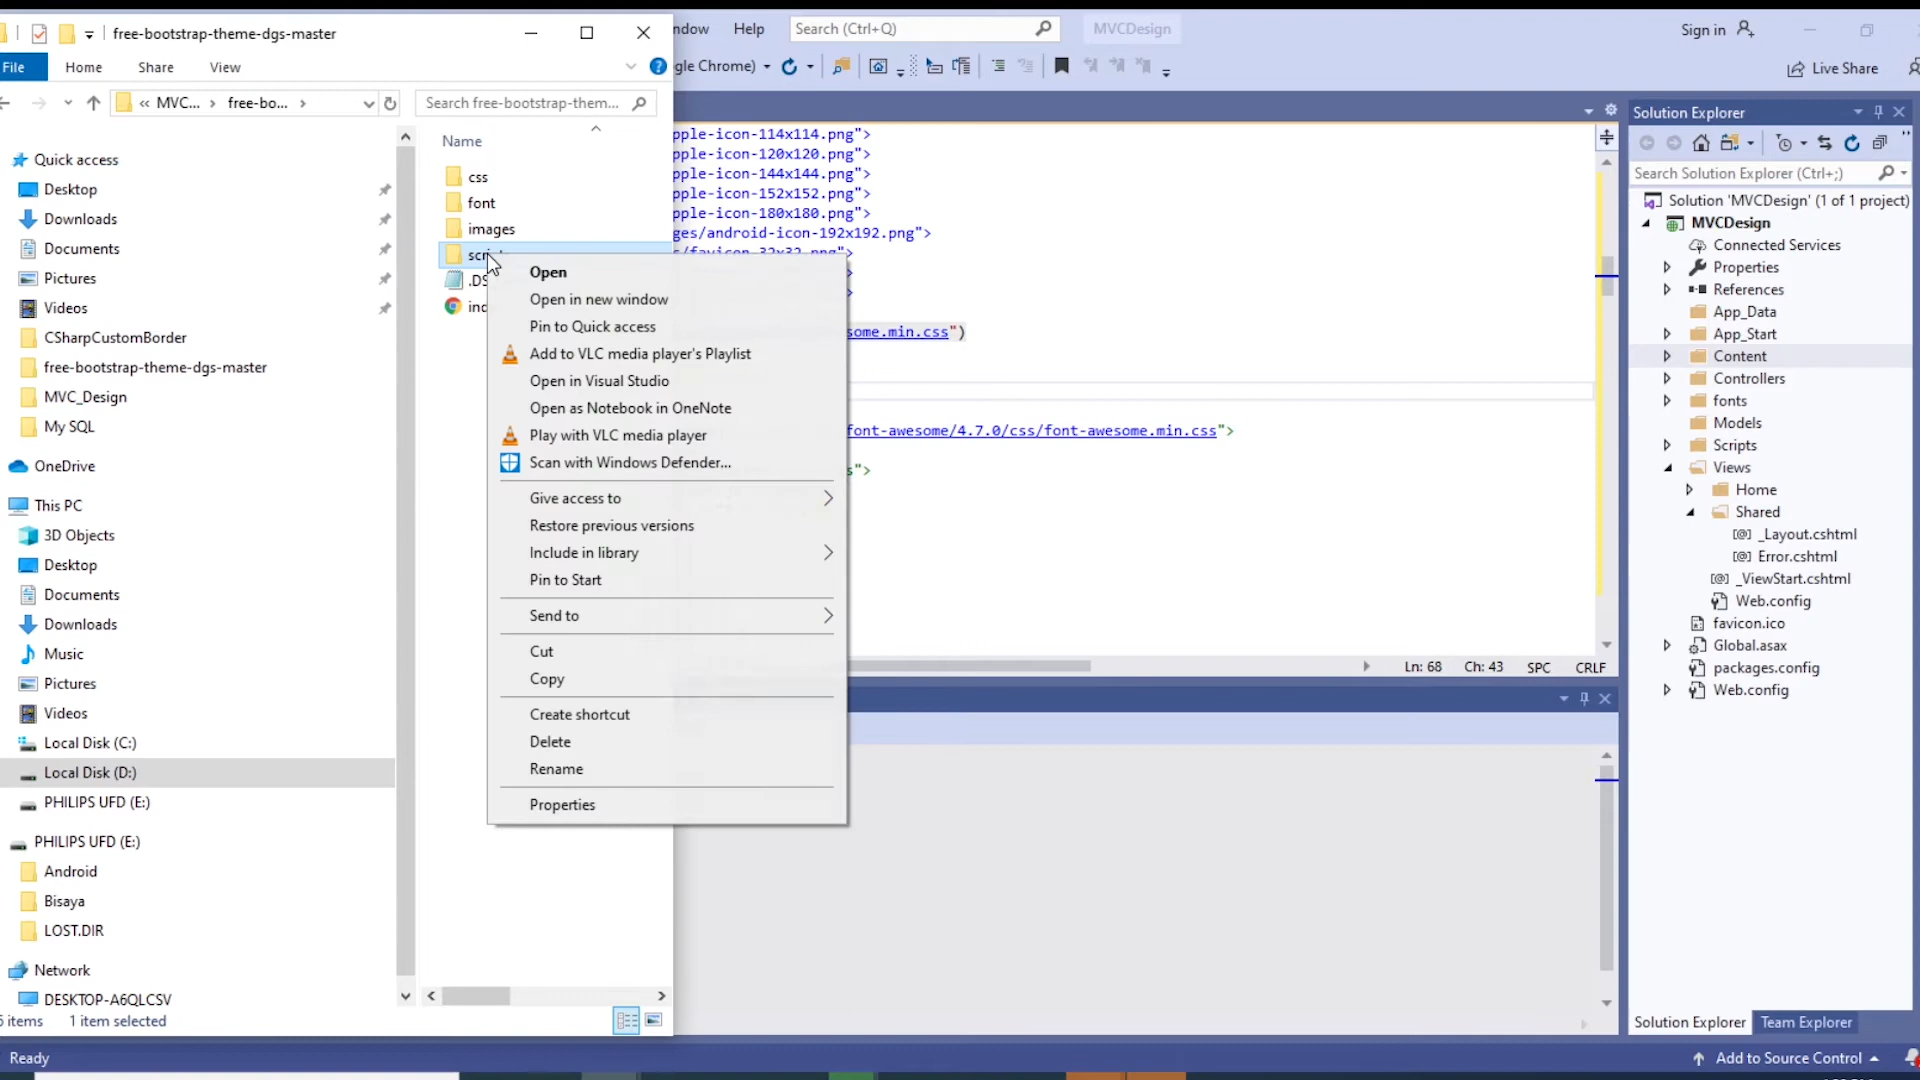 free-bootstrap-theme-dgs-master
File
Home
Share
View
« MVC... › free-bo... ›
Search free-bootstrap-them...
Quick access
Desktop
Downloads
Documents
Pictures
Videos
CSharpCustomBorder
free-bootstrap-theme-dgs-master
MVC_Design
My SQL
OneDrive
This PC
3D Objects
Desktop
Documents
Downloads
Music
Pictures
Videos
Local Disk (C:)
Local Disk (D:)
PHILIPS UFD (E:)
PHILIPS UFD (E:)
Android
Bisaya
LOST.DIR
Network
DESKTOP-A6QLCSV
items
1 item selected
Name
css
font
images
.DS
Open
Open in new window
Pin to Quick access
Add to VLC media player's Playlist
Open in Visual Studio
Open as Notebook in OneNote
Play with VLC media player
Scan with Windows Defender...
Give access to
Restore previous versions
Include in library
Pin to Start
Send to
Cut
Copy
Create shortcut
Delete
Rename
Properties
ndow
Help
Search (Ctrl+Q)
MVCDesign
Sign in
gle Chrome)
Live Share
pple-icon-114x114.png">
pple-icon-120x120.png">
pple-icon-144x144.png">
pple-icon-152x152.png">
pple-icon-180x180.png">
ges/android-icon-192x192.png">
s/favicon-32x32.png">
>
>
some.min.css")
font-awesome/4.7.0/css/font-awesome.min.css">
s">
Ln: 68
Ch: 43
SPC
CRLF
Solution Explorer
Search Solution Explorer (Ctrl+;)
Solution 'MVCDesign' (1 of 1 project)
MVCDesign
Connected Services
Properties
References
App_Data
App_Start
Content
Controllers
fonts
Models
Scripts
Views
Home
Shared
_Layout.cshtml
Error.cshtml
_ViewStart.cshtml
Web.config
favicon.ico
Global.asax
packages.config
Web.config
Solution Explorer
Team Explorer
Ready
Add to Source Control